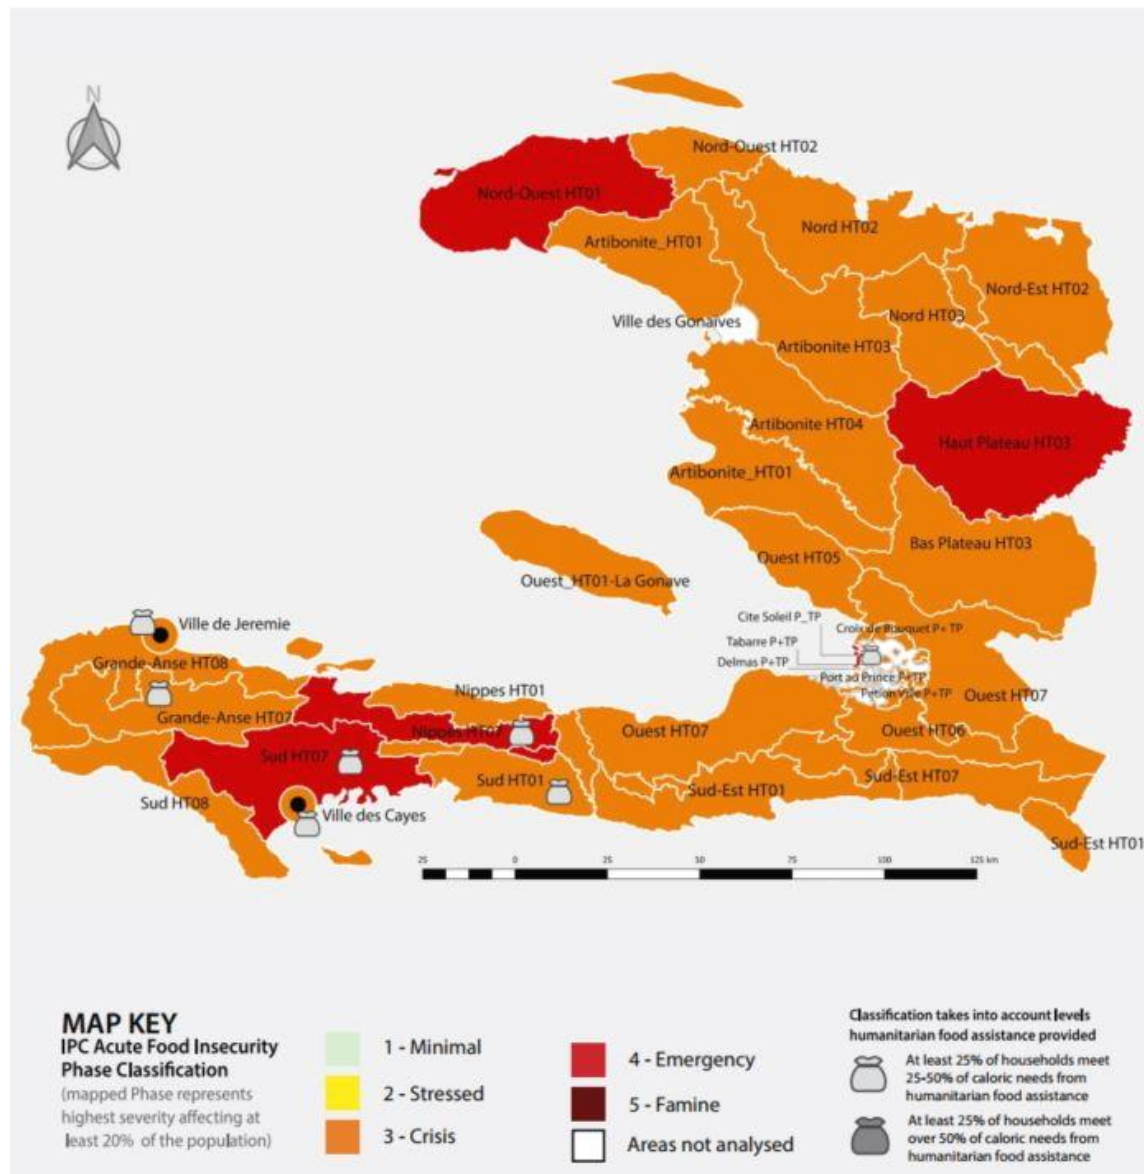 N
Nord-Ouest HT02
Nord-Ouest HT01
Nord HT02
Artibonite_HT01
Nord-Est HT02
Nord HT03
Ville des Gonaïves
Artibonite HT03
Artibonite HT04
Haut Plateau HT03
Artibonite_HT01
Bas Plateau HT03
Ouest HT05
Ouest_HT01-La Gonave
Cite Soleil P_TP
Ville de Jeremie
Croix de Bouquet P+ TP
Tabarre P+TP
Delmas P+TP
Grande-Anse HT08
Port au Prince P+TP
Petion Ville P+TP
Nippes HT01
Ouest HT07
Grande-Anse HT07
Nippes HT07
Ouest HT07
Ouest HT06
Sud HT07
Sud HT01
Sud-Est HT07
Sud-Est HT01
Sud HT08
Ville des Cayes
Sud-Est HT01
25 0 25 50 75 100 125 km
MAP KEY
IPC Acute Food Insecurity
Phase Classification
(mapped Phase represents
highest severity affecting at
least 20% of the population)
1 - Minimal
2 - Stressed
3 - Crisis
4 - Emergency
5 - Famine
Areas not analysed
Classification takes into account levels
humanitarian food assistance provided
At least 25% of households meet
25-50% of caloric needs from
humanitarian food assistance
At least 25% of households meet
over 50% of caloric needs from
humanitarian food assistance